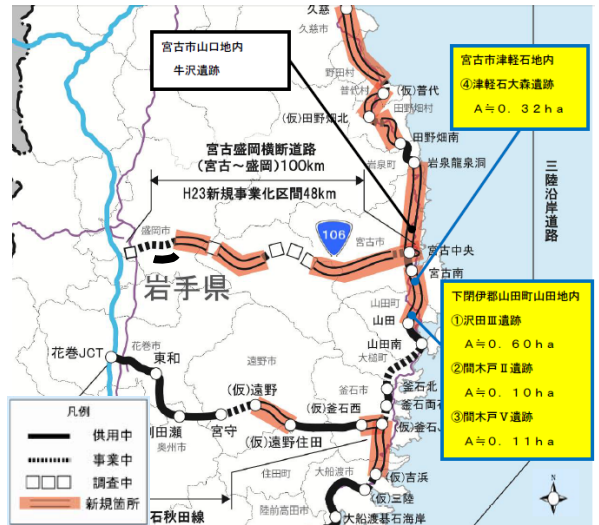 久慈
久慈市
宮古市山口地内
牛沢遺跡
宮古市津軽石地内
④津軽石大森遺跡
A≒0．32ha
野田村
普代村
(仮)普代
田野畑村
(仮)田野畑北
田野畑南
岩泉町
岩泉龍泉洞
宮古盛岡横断道路
(宮古～盛岡)100km
H23新規事業化区間48km
三陸沿岸道路
盛岡市
106
宮古市
宮古中央
宮古南
岩手県
山田町
山田
山田南
大槌町
下閉伊郡山田町山田地内
①沢田Ⅲ遺跡
A≒0．60ha
②間木戸Ⅱ遺跡
A≒0．10ha
③間木戸Ⅴ遺跡
A≒0．11ha
花巻JCT
花巻市
東和
遠野市
(仮)遠野
釜石市
釜石北
釜石両石
(仮)釜石西
(仮)釜石J
宮守
田瀬
奥州市
(仮)遠野住田
住田町
大船渡市
(仮)吉浜
(仮)三陸
陸前高田市
大船渡碁石海岸
石秋田線
凡例
供用中
事業中
調査中
新規箇所
N